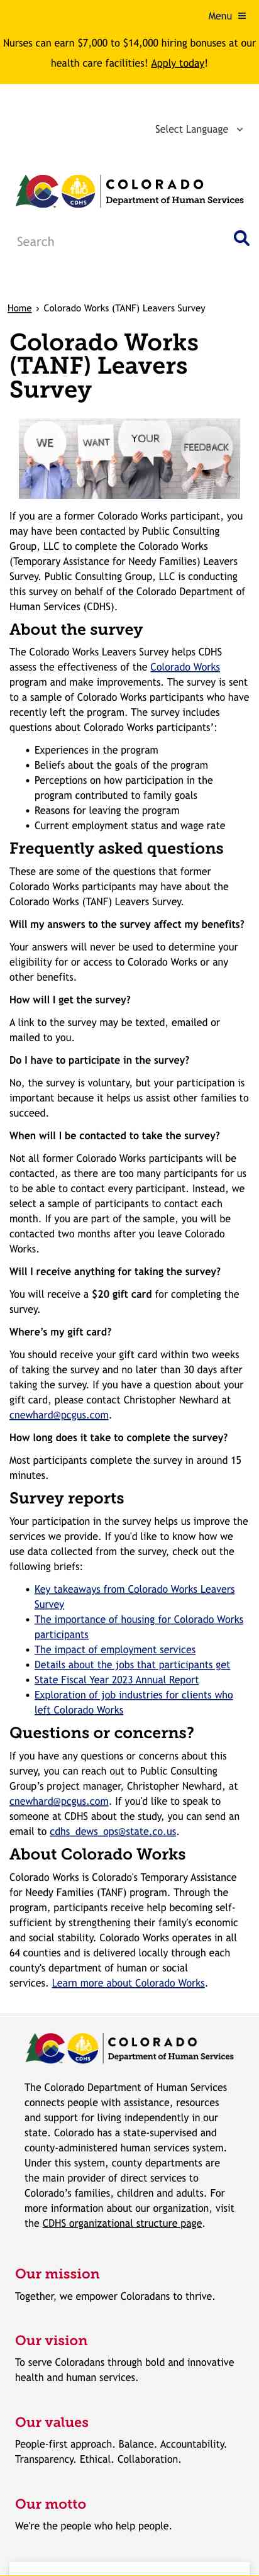 Menu ≡
Nurses can earn $7,000 to $14,000 hiring bonuses at our
health care facilities! Apply today!
Select Language
C
CDHS
COLORADO
Department of Human Services
Search
Home › Colorado Works (TANF) Leavers Survey
Colorado Works
(TANF) Leavers
Survey
WE
WANT
YOUR
FEEDBACK
If you are a former Colorado Works participant, you
may have been contacted by Public Consulting
Group, LLC to complete the Colorado Works
(Temporary Assistance for Needy Families) Leavers
Survey. Public Consulting Group, LLC is conducting
this survey on behalf of the Colorado Department of
Human Services (CDHS).
About the survey
The Colorado Works Leavers Survey helps CDHS
assess the effectiveness of the Colorado Works
program and make improvements. The survey is sent
to a sample of Colorado Works participants who have
recently left the program. The survey includes
questions about Colorado Works participants’:
• Experiences in the program
• Beliefs about the goals of the program
• Perceptions on how participation in the
program contributed to family goals
• Reasons for leaving the program
• Current employment status and wage rate
Frequently asked questions
These are some of the questions that former
Colorado Works participants may have about the
Colorado Works (TANF) Leavers Survey.
Will my answers to the survey affect my benefits?
Your answers will never be used to determine your
eligibility for or access to Colorado Works or any
other benefits.
How will I get the survey?
A link to the survey may be texted, emailed or
mailed to you.
Do I have to participate in the survey?
No, the survey is voluntary, but your participation is
important because it helps us assist other families to
succeed.
When will I be contacted to take the survey?
Not all former Colorado Works participants will be
contacted, as there are too many participants for us
to be able to contact every participant. Instead, we
select a sample of participants to contact each
month. If you are part of the sample, you will be
contacted two months after you leave Colorado
Works.
Will I receive anything for taking the survey?
You will receive a $20 gift card for completing the
survey.
Where’s my gift card?
You should receive your gift card within two weeks
of taking the survey and no later than 30 days after
taking the survey. If you have a question about your
gift card, please contact Christopher Newhard at
cnewhard@pcgus.com.
How long does it take to complete the survey?
Most participants complete the survey in around 15
minutes.
Survey reports
Your participation in the survey helps us improve the
services we provide. If you'd like to know how we
use data collected from the survey, check out the
following briefs:
• Key takeaways from Colorado Works Leavers
Survey
• The importance of housing for Colorado Works
participants
• The impact of employment services
• Details about the jobs that participants get
• State Fiscal Year 2023 Annual Report
• Exploration of job industries for clients who
left Colorado Works
Questions or concerns?
If you have any questions or concerns about this
survey, you can reach out to Public Consulting
Group’s project manager, Christopher Newhard, at
cnewhard@pcgus.com. If you'd like to speak to
someone at CDHS about the study, you can send an
email to cdhs_dews_ops@state.co.us.
About Colorado Works
Colorado Works is Colorado's Temporary Assistance
for Needy Families (TANF) program. Through the
program, participants receive help becoming self-
sufficient by strengthening their family's economic
and social stability. Colorado Works operates in all
64 counties and is delivered locally through each
county's department of human or social
services. Learn more about Colorado Works.
C
CDHS
COLORADO
Department of Human Services
The Colorado Department of Human Services
connects people with assistance, resources
and support for living independently in our
state. Colorado has a state-supervised and
county-administered human services system.
Under this system, county departments are
the main provider of direct services to
Colorado’s families, children and adults. For
more information about our organization, visit
the CDHS organizational structure page.
Our mission
Together, we empower Coloradans to thrive.
Our vision
To serve Coloradans through bold and innovative
health and human services.
Our values
People-first approach. Balance. Accountability.
Transparency. Ethical. Collaboration.
Our motto
We're the people who help people.